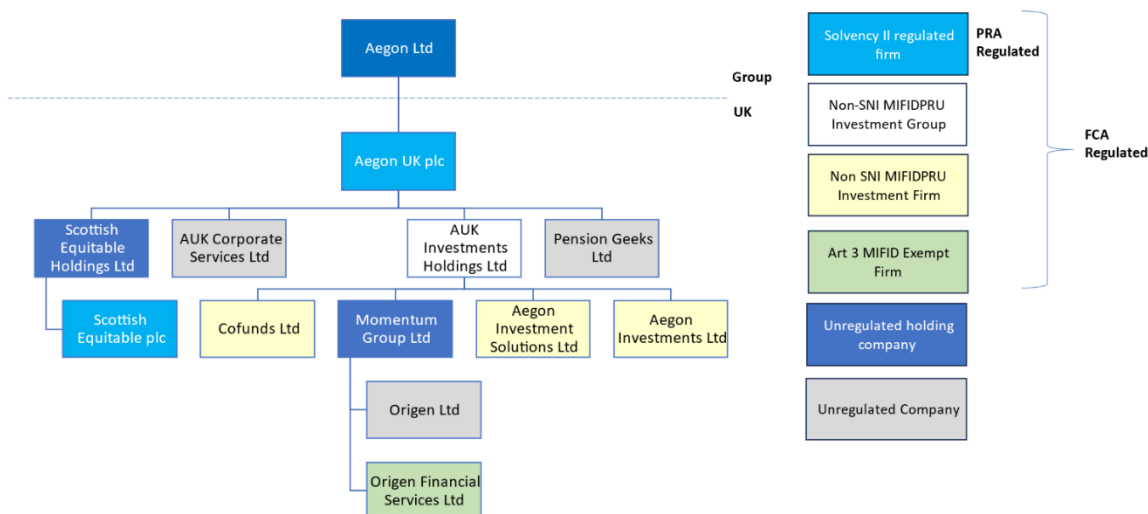 Aegon Ltd
Group
UK
Aegon UK plc
Scottish
Equitable
Holdings Ltd
AUK Corporate
Services Ltd
AUK
Investments
Holdings Ltd
Pension Geeks
Ltd
Scottish
Equitable plc
Cofunds Ltd
Momentum
Group Ltd
Aegon
Investment
Solutions Ltd
Aegon
Investments Ltd
Origen Ltd
Origen Financial
Services Ltd
Solvency II regulated
firm
PRA
Regulated
Non-SNI MIFIDPRU
Investment Group
Non SNI MIFIDPRU
Investment Firm
Art 3 MIFID Exempt
Firm
FCA
Regulated
Unregulated holding
company
Unregulated Company